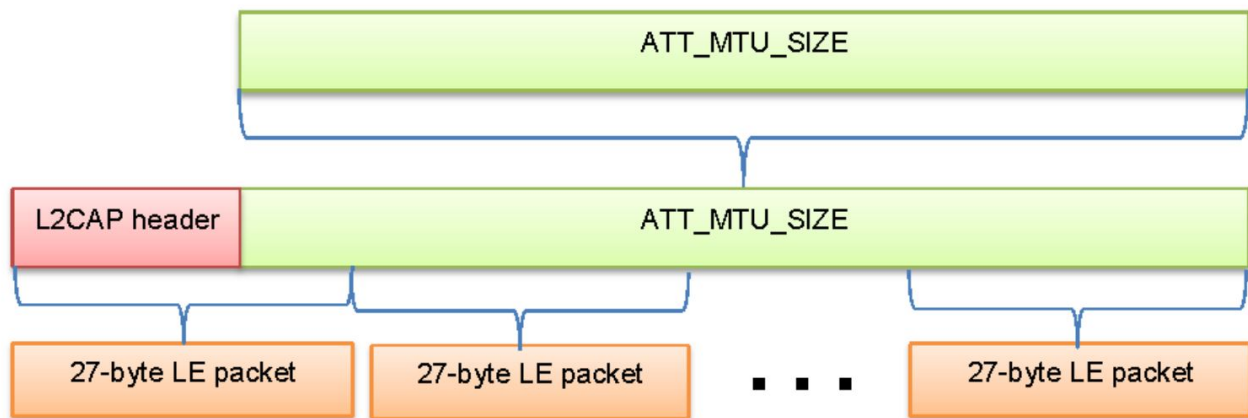 ATT_MTU_SIZE
L2CAP header
ATT_MTU_SIZE
27-byte LE packet
27-byte LE packet
27-byte LE packet